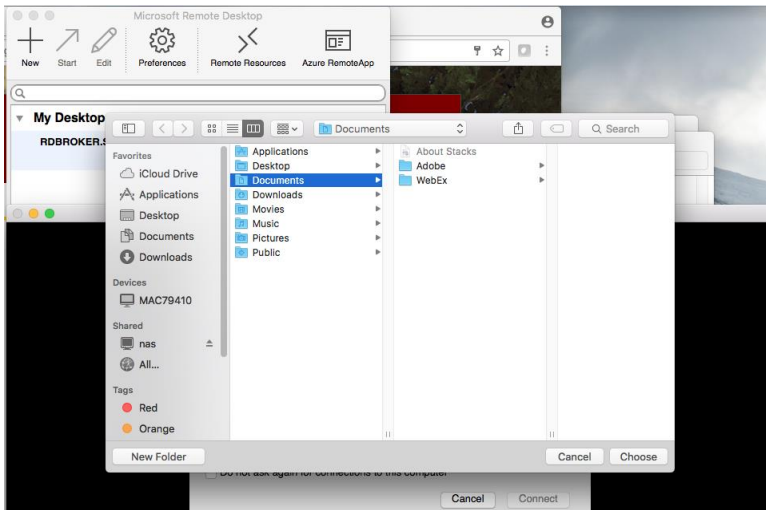 Microsoft Remote Desktop
New Start Edit Preferences Remote Resources Azure RemoteApp
My Desktop
RDBROKER.S
Documents
Search
Favorites
iCloud Drive
Applications
Desktop
Documents
Downloads
Devices
MAC79410
Shared
nas
All...
Tags
Red
Orange
Applications
Desktop
Documents
Downloads
Movies
Music
Pictures
Public
About Stacks
Adobe
WebEx
New Folder
Cancel Choose
Do not ask again for connections to this computer
Cancel Connect